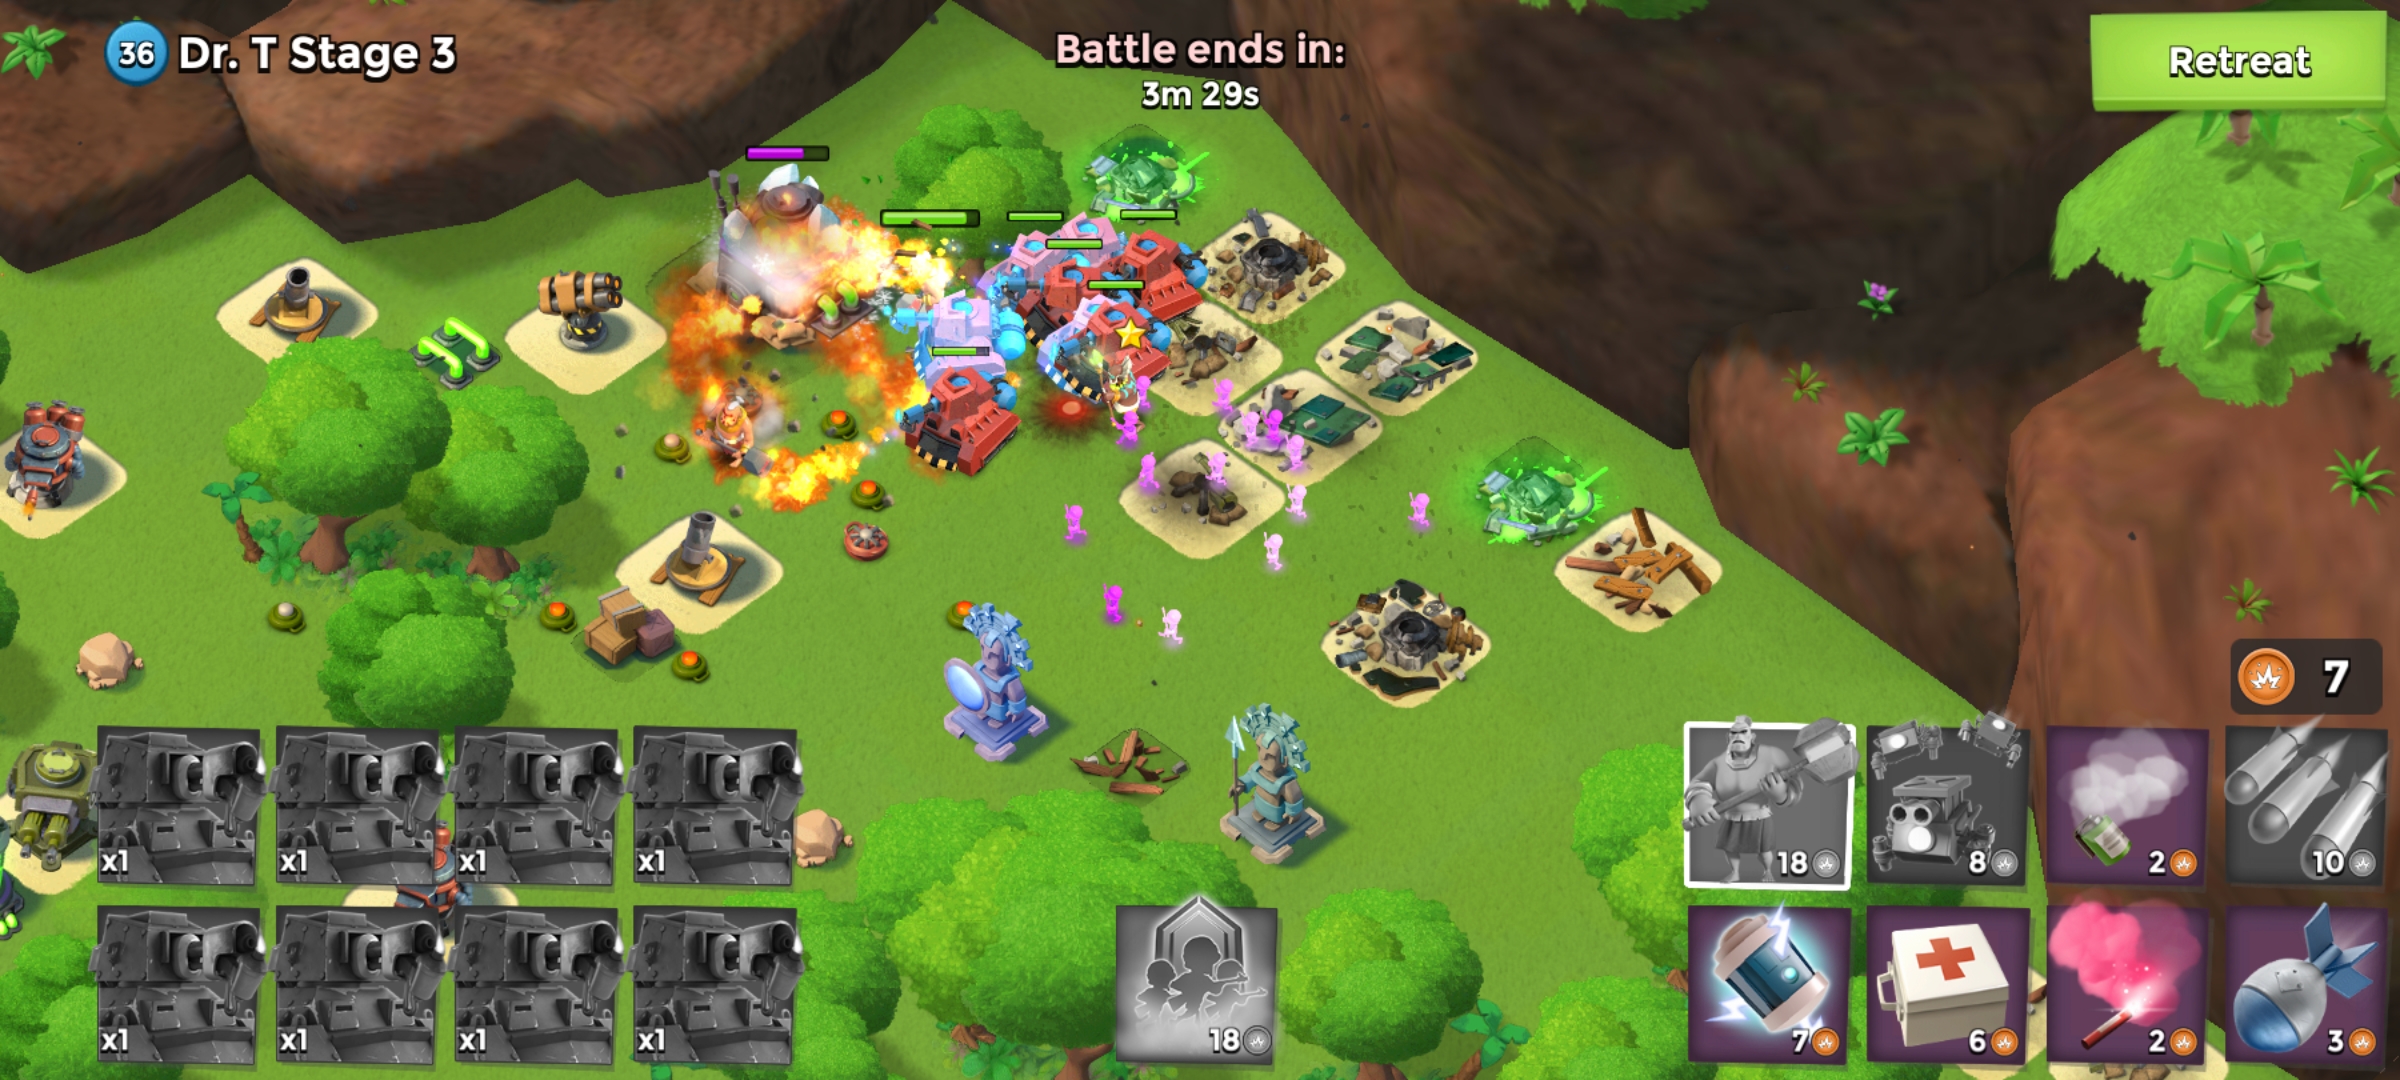 36 Dr. T Stage 3
Battle ends in:
3m 29s
Retreat
7
x1 x1 x1 x1
18 8 2 10
x1 x1 x1 x1
18
7 6 2 3